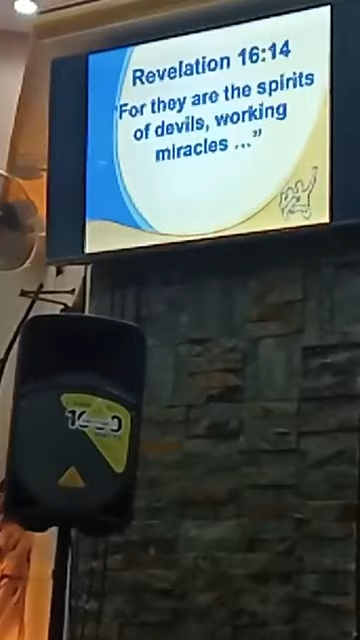 Revelation 16:14
"For they are the spirits
of devils, working
miracles ..."